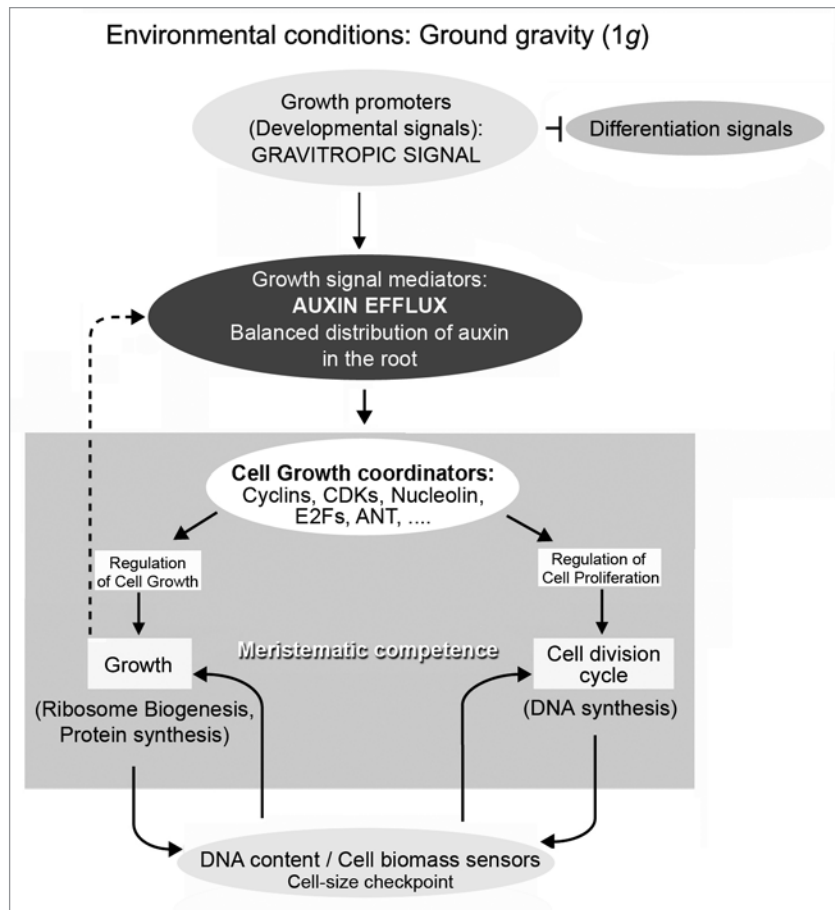 Environmental conditions: Ground gravity (1g)
Growth promoters
(Developmental signals):
GRAVITROPIC SIGNAL
Differentiation signals
Growth signal mediators:
AUXIN EFFLUX
Balanced distribution of auxin
in the root
Cell Growth coordinators:
Cyclins, CDKs, Nucleolin,
E2Fs, ANT, ....
Regulation
of Cell Growth
Regulation of
Cell Proliferation
Meristematic competence
Growth
Cell division
cycle
(Ribosome Biogenesis,
Protein synthesis)
(DNA synthesis)
DNA content / Cell biomass sensors
Cell-size checkpoint